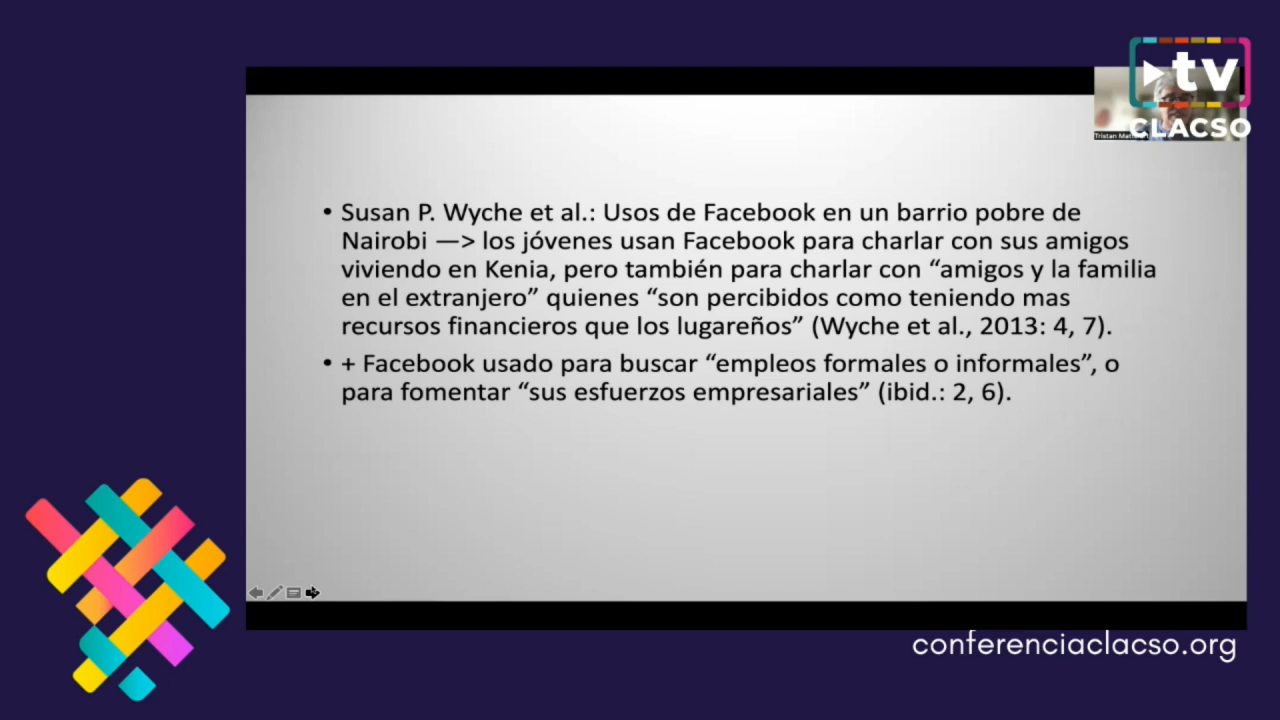 tv
CLACSO
Tristan
• Susan P. Wyche et al.: Usos de Facebook en un barrio pobre de
Nairobi —> los jóvenes usan Facebook para charlar con sus amigos
viviendo en Kenia, pero también para charlar con “amigos y la familia
en el extranjero” quienes “son percibidos como teniendo mas
recursos financieros que los lugareños” (Wyche et al., 2013: 4, 7).
• + Facebook usado para buscar “empleos formales o informales”, o
para fomentar “sus esfuerzos empresariales” (ibid.: 2, 6).
conferenciaclacso.org